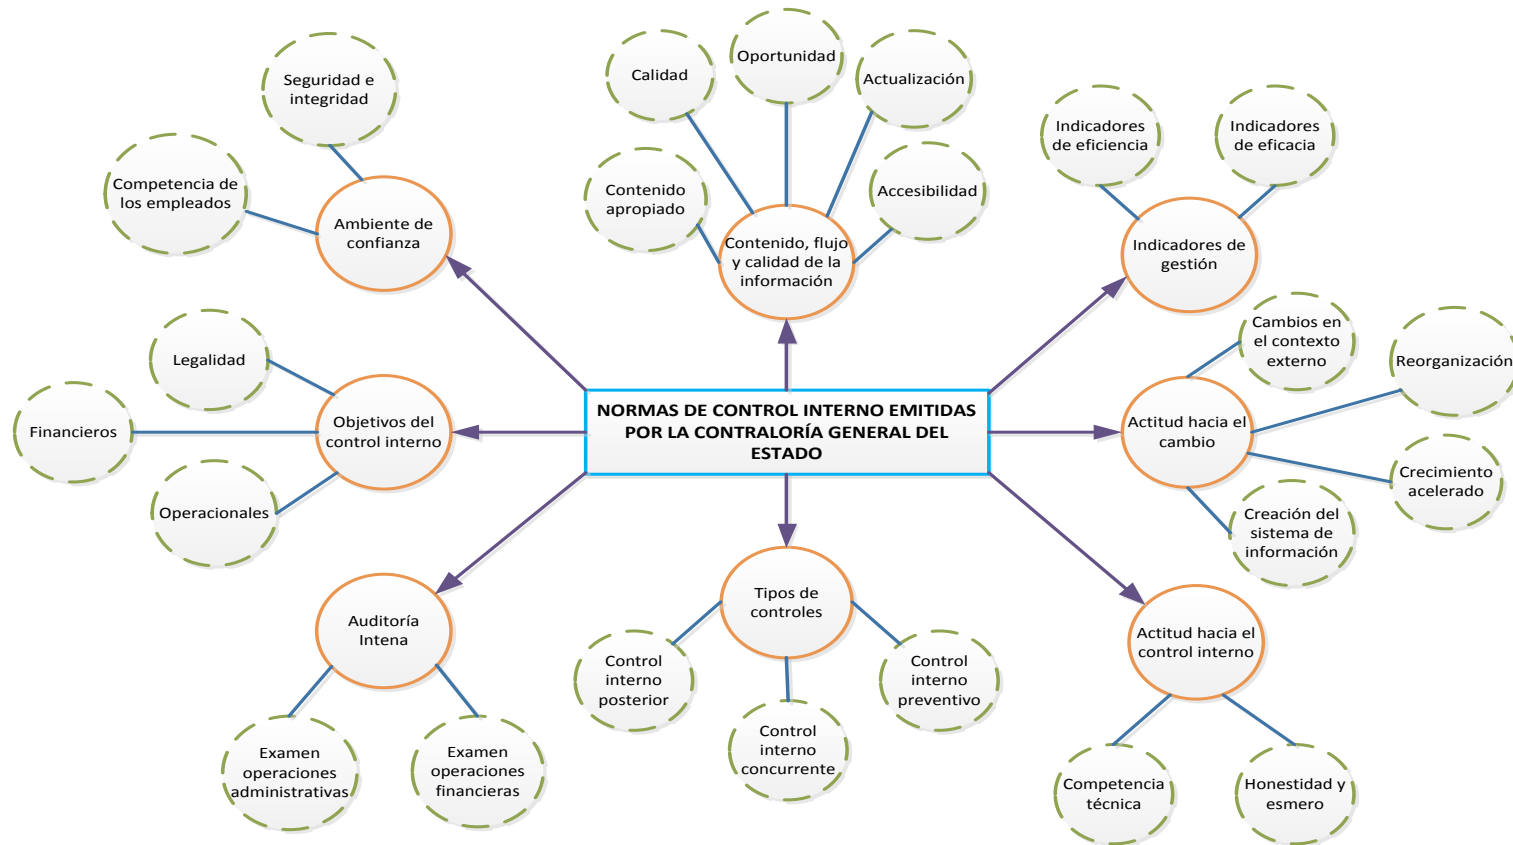 Seguridad e
integridad
Competencia de
los empleados
Ambiente de
confianza
Calidad
Oportunidad
Actualización
Contenido
apropiado
Accesibilidad
Contenido, flujo
y calidad de la
información
Indicadores
de eficiencia
Indicadores
de eficacia
Indicadores de
gestión
Legalidad
Financieros
Operacionales
Objetivos del
control interno
NORMAS DE CONTROL INTERNO EMITIDAS
POR LA CONTRALORÍA GENERAL DEL
ESTADO
Cambios en
el contexto
externo
Reorganización
Actitud hacia el
cambio
Crecimiento
acelerado
Creación del
sistema de
información
Auditoría
Intena
Examen
operaciones
administrativas
Examen
operaciones
financieras
Tipos de
controles
Control
interno
posterior
Control
interno
concurrente
Control
interno
preventivo
Actitud hacia el
control interno
Competencia
técnica
Honestidad y
esmero